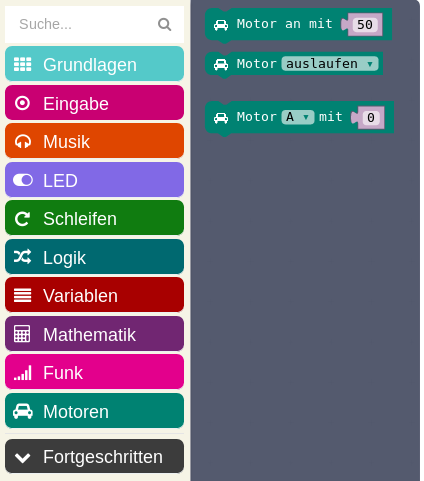 Suche...
Grundlagen
Eingabe
Musik
LED
Schleifen
Logik
Variablen
Mathematik
Funk
Motoren
Fortgeschritten
Motor an mit 50
Motor auslaufen
Motor A mit 0